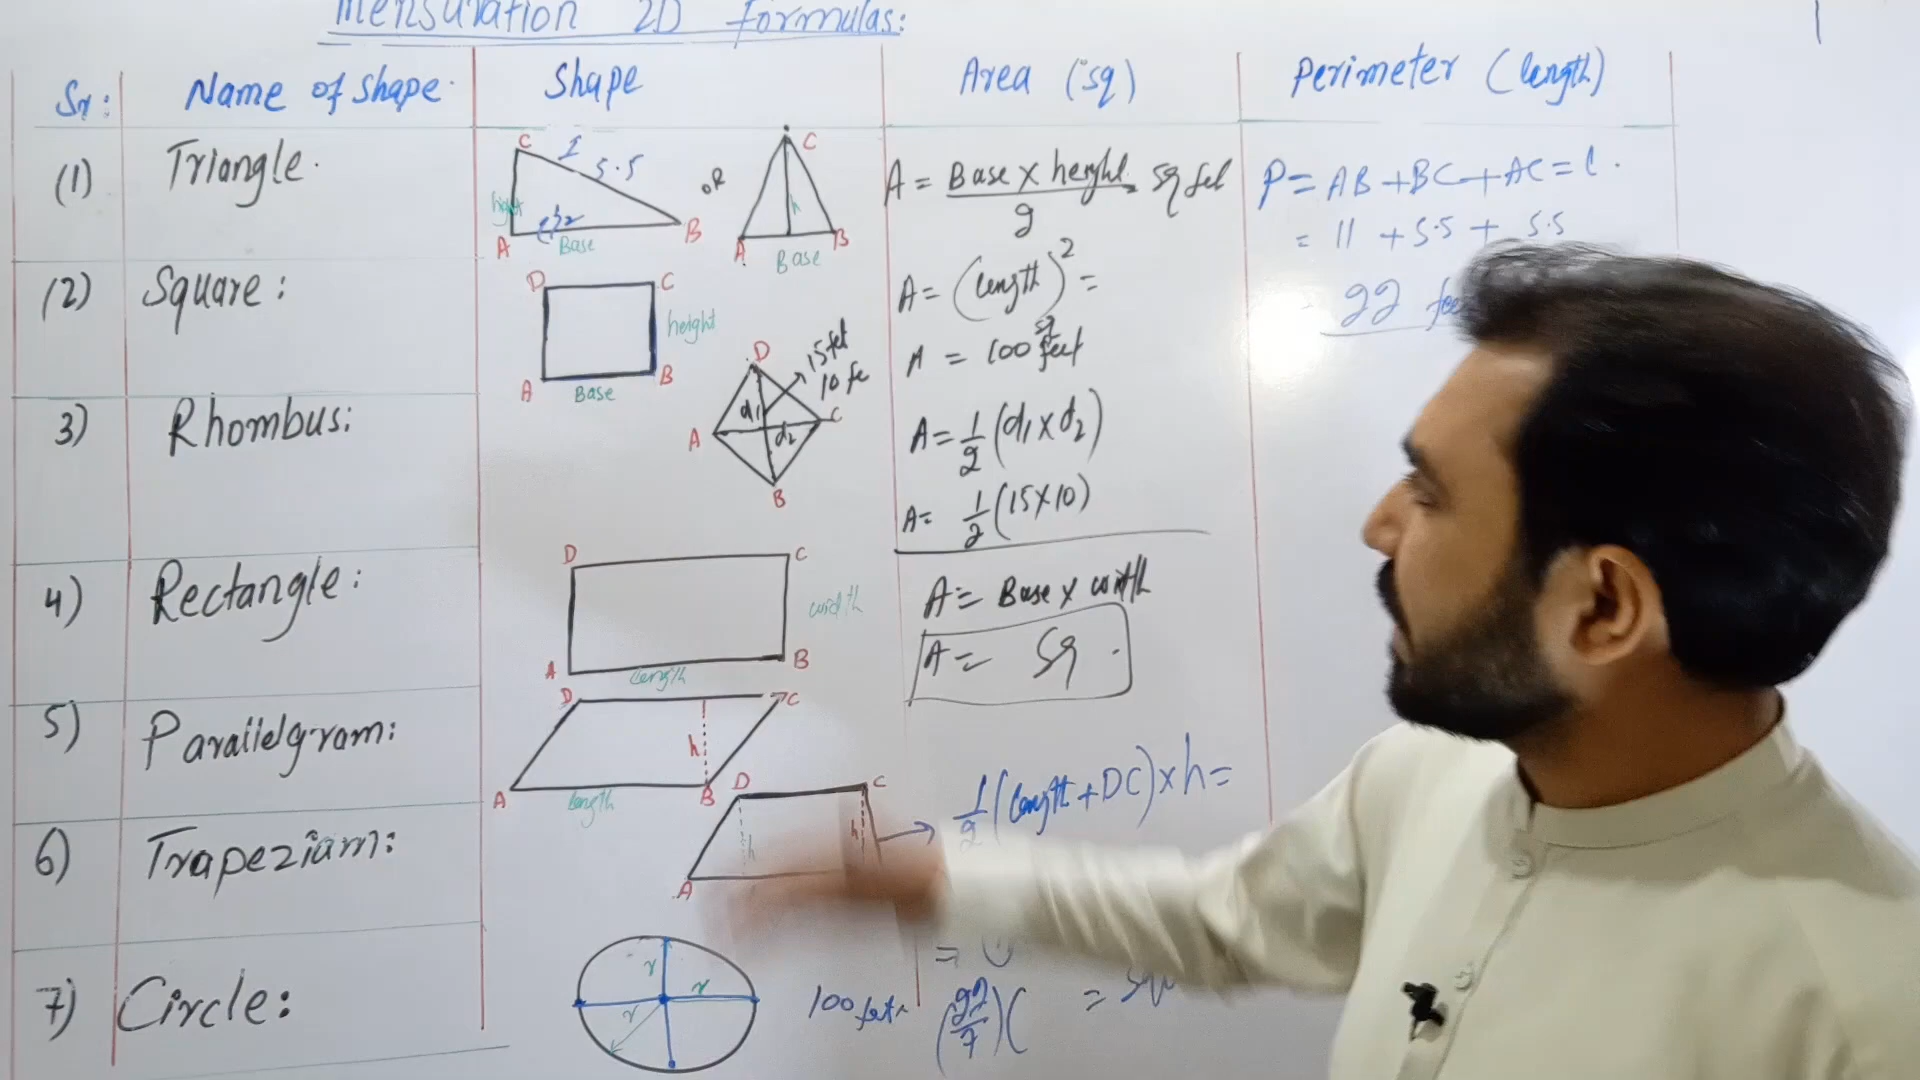 Mensuration 2D Formulas:
Sr: Name of shape. Shape Area (sq) Perimeter (length)
(1) Triangle.
C 5.5
hight
A Base B
OR
C
h
A Base B
A = Base x height sq feet
2
P = AB + BC + AC = L.
= 11 + 5.5 + 5.5
= 22
(2) Square:
D C
height
A Base B
A = (length)² =
A = 100 sq feet
3) Rhombus:
D 15 feet
10 fe
d1
A d2 C
B
A = 1/2 (d1 x d2)
A = 1/2 (15 x 10)
4) Rectangle:
D C
width
A length B
A = Base x width
A = Sq.
5) Parallelgram:
D C
h
A length B
6) Trapeziam:
D C
h h
A
1/2 (length + DC) x h =
7) Circle:
r
r
r
100 feet
(22/7)(
= squ